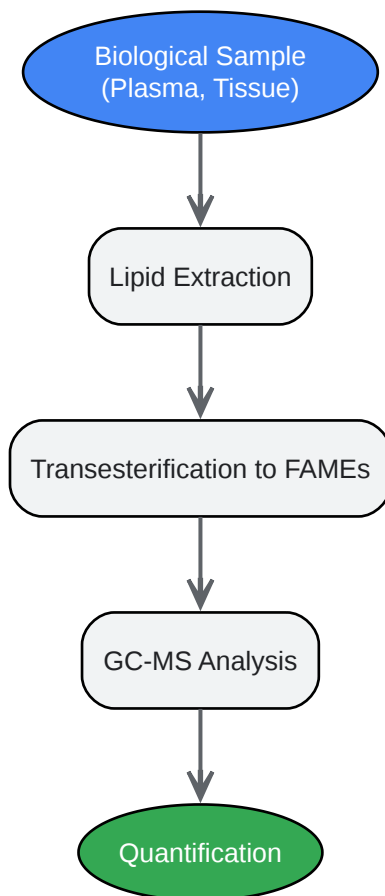 Biological Sample
(Plasma, Tissue)
Lipid Extraction
Transesterification to FAMEs
GC-MS Analysis
Quantification